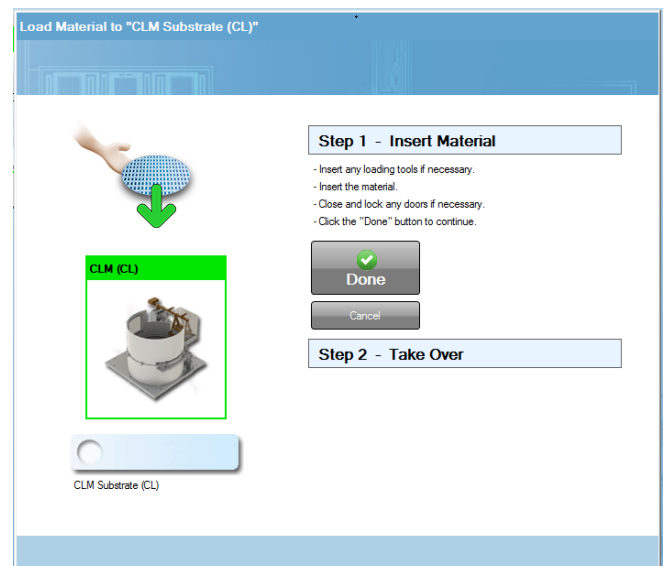 Load Material to "CLM Substrate (CL)"
Step 1 - Insert Material
- Insert any loading tools if necessary.
- Insert the material.
- Close and lock any doors if necessary.
- Click the "Done" button to continue.
CLM (CL)
Done
Cancel
Step 2 - Take Over
CLM Substrate (CL)